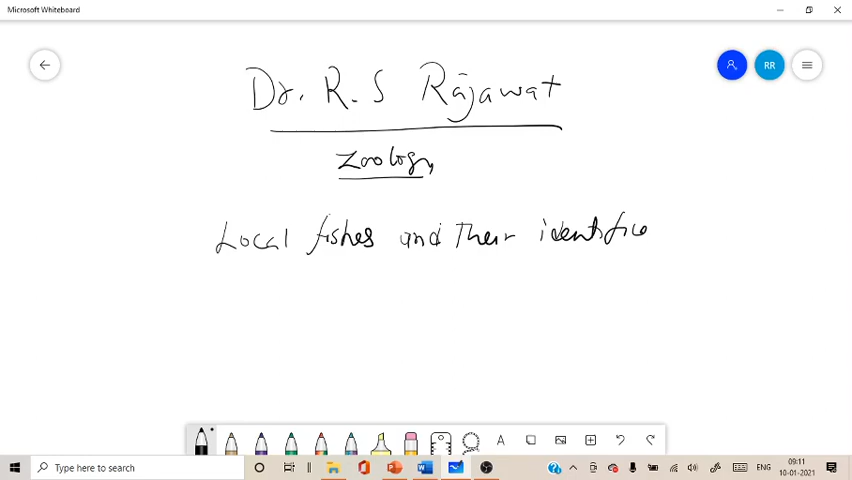 Microsoft Whiteboard
RR
Dr. R. S Rajawat
Zoology
Local fishes and Their identifica
A
Type here to search
ENG
09:11
10-01-2021